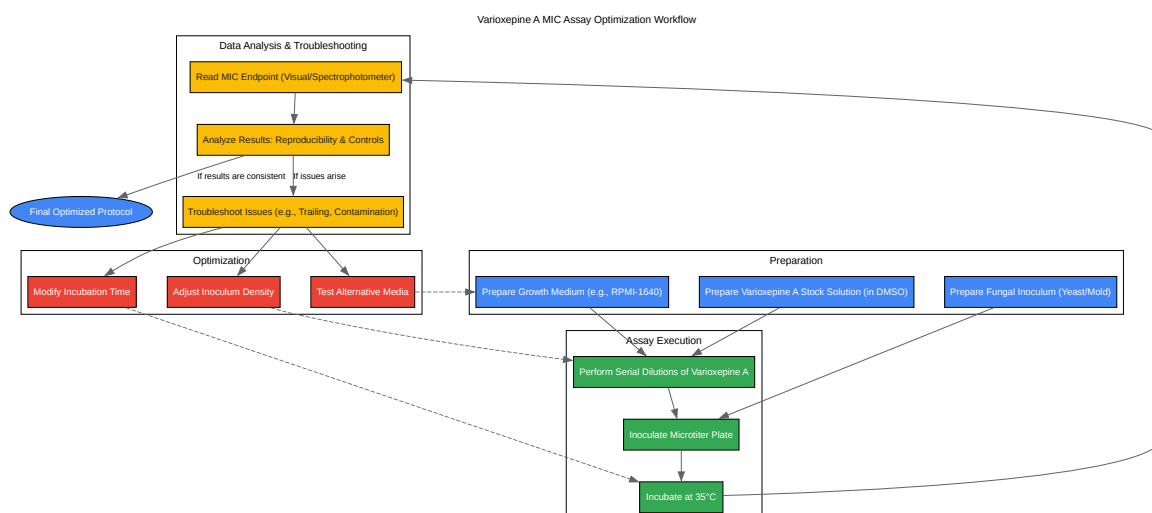 Varioxepine A MIC Assay Optimization Workflow
Data Analysis & Troubleshooting
Read MIC Endpoint (Visual/Spectrophotometer)
Analyze Results: Reproducibility & Controls
If results are consistent
If issues arise
Final Optimized Protocol
Troubleshoot Issues (e.g., Trailing, Contamination)
Optimization
Modify Incubation Time
Adjust Inoculum Density
Test Alternative Media
Preparation
Prepare Growth Medium (e.g., RPMI-1640)
Prepare Varioxepine A Stock Solution (in DMSO)
Prepare Fungal Inoculum (Yeast/Mold)
Assay Execution
Perform Serial Dilutions of Varioxepine A
Inoculate Microtiter Plate
Incubate at 35°C